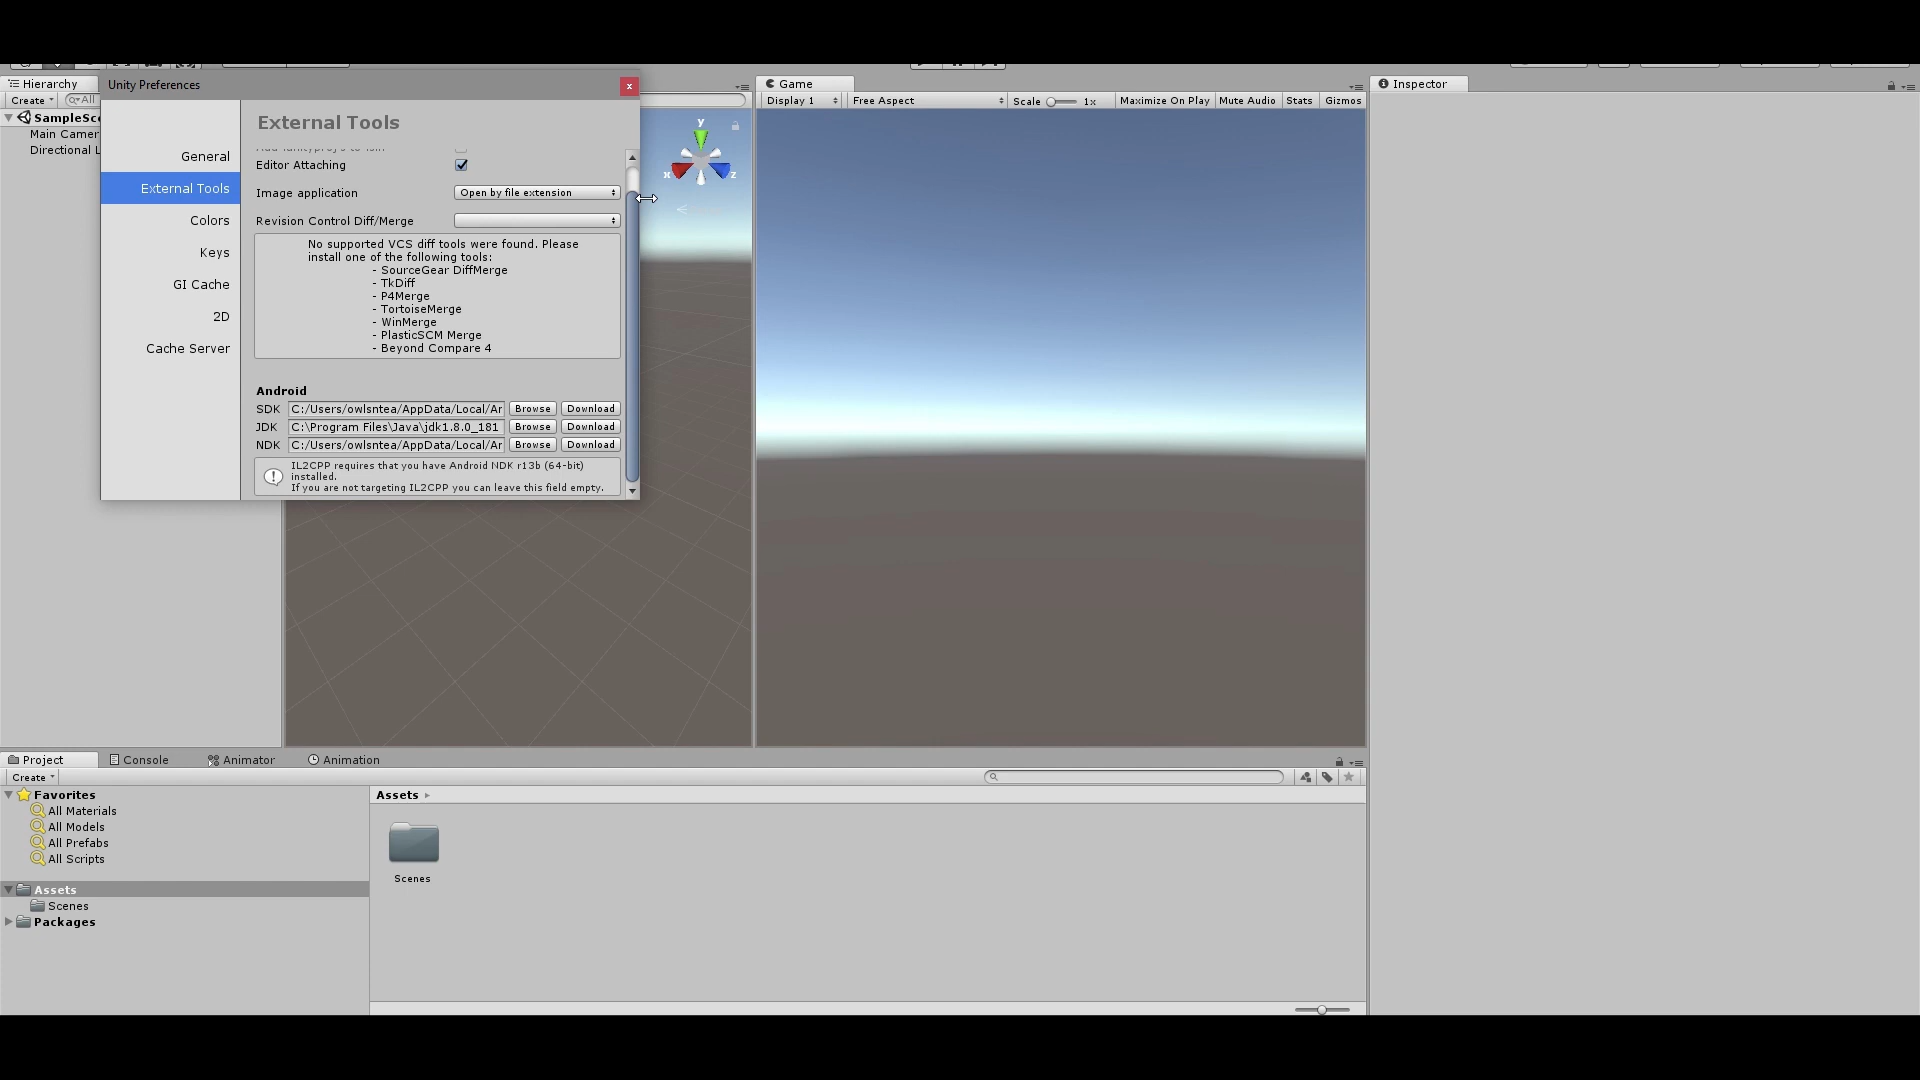 Hierarchy
Create
All
SampleSc
Main Camer
Directional L
Unity Preferences
x
General
External Tools
Colors
Keys
GI Cache
2D
Cache Server
External Tools
Editor Attaching
Image application
Open by file extension
Revision Control Diff/Merge
No supported VCS diff tools were found. Please
install one of the following tools:
- SourceGear DiffMerge
- TkDiff
- P4Merge
- TortoiseMerge
- WinMerge
- PlasticSCM Merge
- Beyond Compare 4
Android
SDK C:/Users/owlsntea/AppData/Local/Ar Browse Download
JDK C:\Program Files\Java\jdk1.8.0_181 Browse Download
NDK C:/Users/owlsntea/AppData/Local/Ar Browse Download
IL2CPP requires that you have Android NDK r13b (64-bit)
installed.
If you are not targeting IL2CPP you can leave this field empty.
y
x
z
Game
Display 1 Free Aspect Scale 1x Maximize On Play Mute Audio Stats Gizmos
Inspector
Project Console Animator Animation
Create
Favorites
All Materials
All Models
All Prefabs
All Scripts
Assets
Scenes
Packages
Assets
Scenes